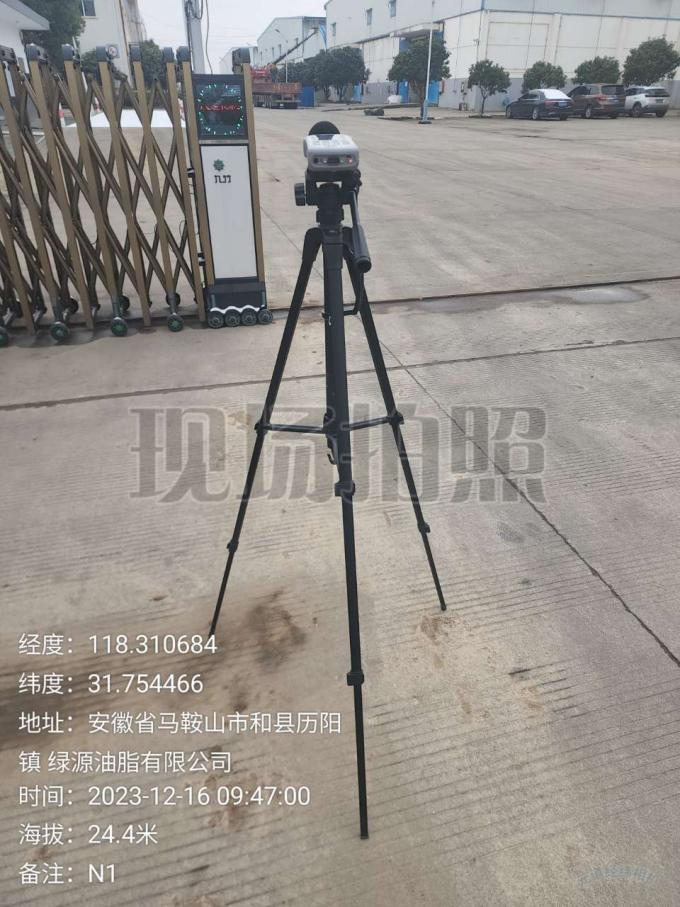 现场拍照
经度：118.310684
纬度：31.754466
地址：安徽省马鞍山市和县历阳
镇 绿源油脂有限公司
时间：2023-12-16 09:47:00
海拔：24.4米
备注：N1